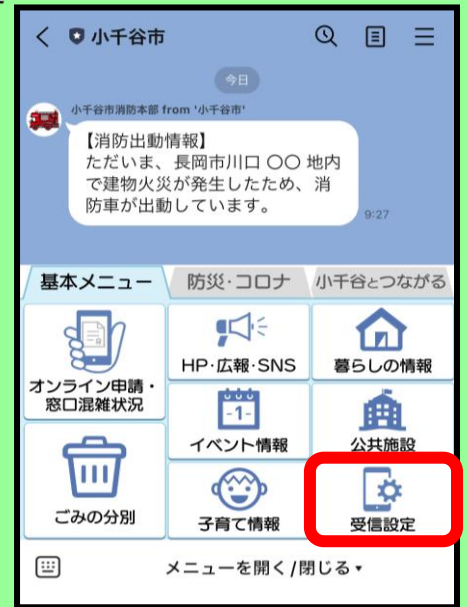 小千谷市
今日
小千谷市消防本部 from '小千谷市'
【消防出動情報】
ただいま、長岡市川口 〇〇 地内
で建物火災が発生したため、消
防車が出動しています。
9:27
基本メニュー
防災・コロナ
小千谷とつながる
オンライン申請・
窓口混雑状況
HP・広報・SNS
暮らしの情報
-1-
イベント情報
公共施設
ごみの分別
子育て情報
受信設定
メニューを開く/閉じる▼